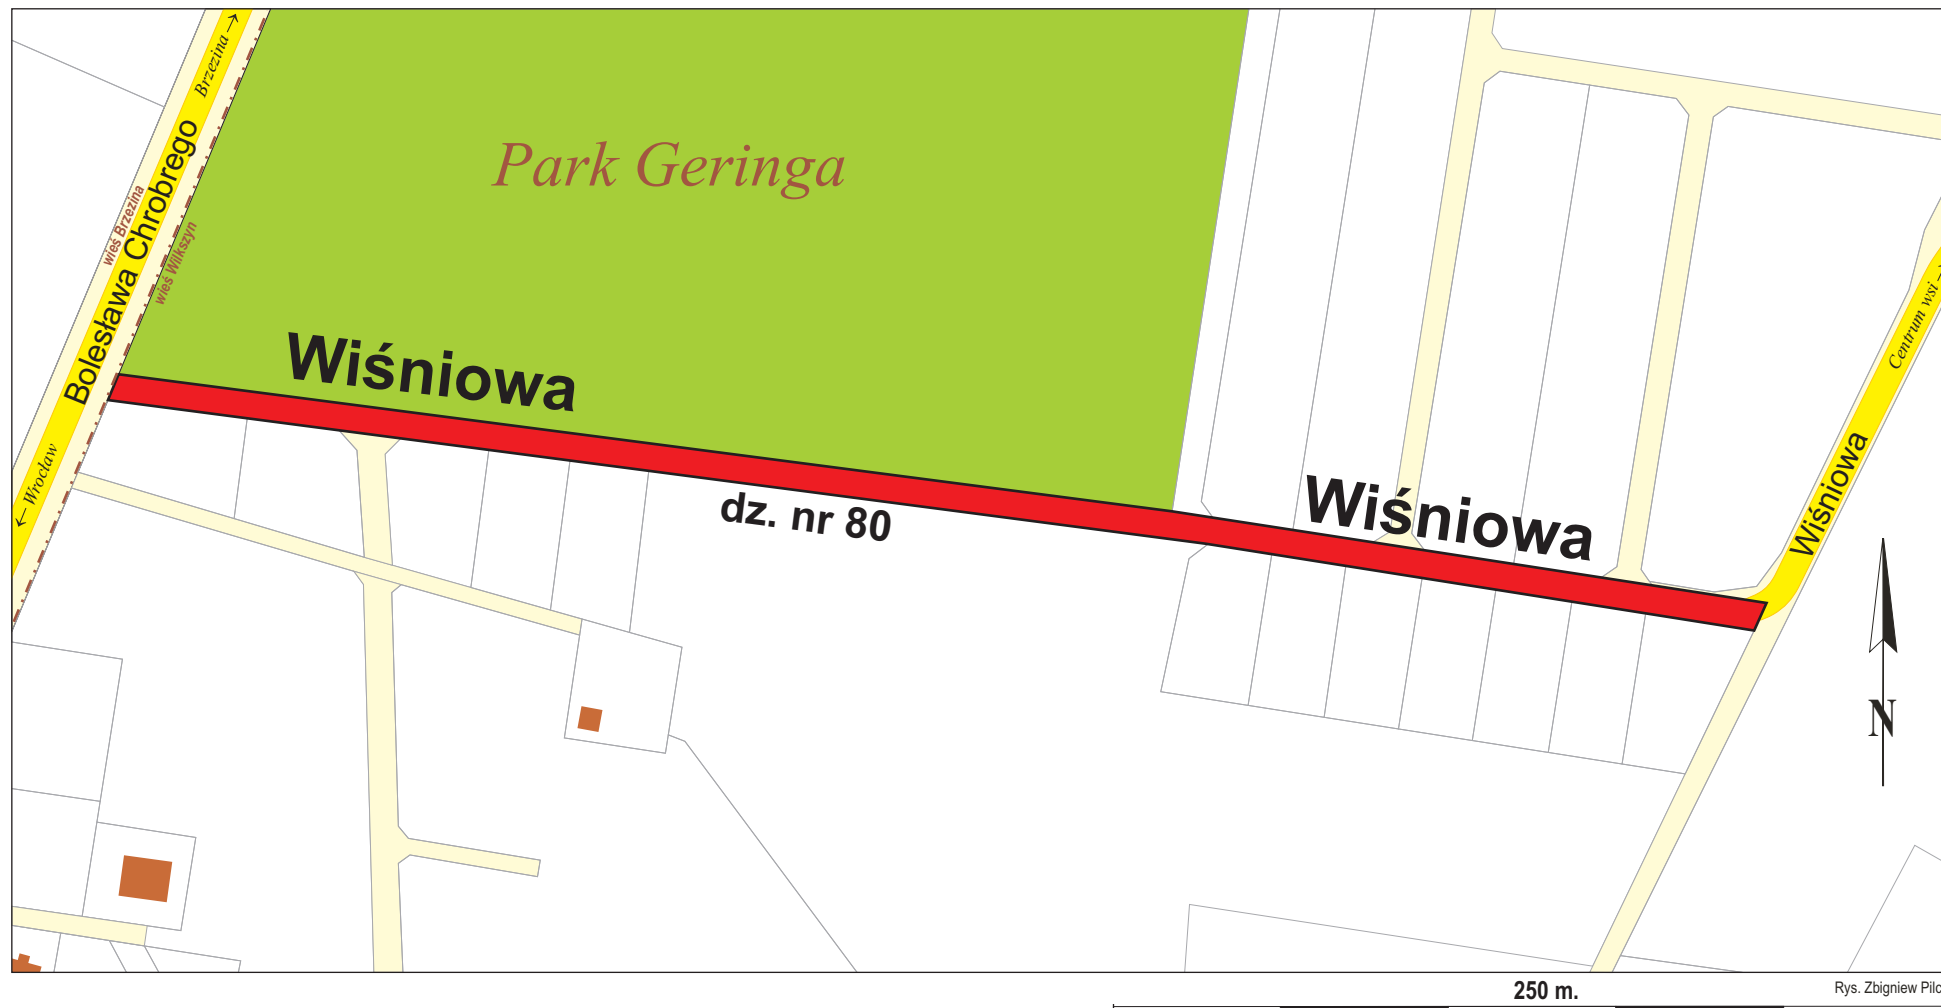 Brzezina →
Bolesława Chrobrego
wieś Brzezina
wieś Wilkszyn
← Wrocław
Park Geringa
Wiśniowa
dz. nr 80
Wiśniowa
Wiśniowa
Centrum wsi →
N
250 m.
Rys. Zbigniew